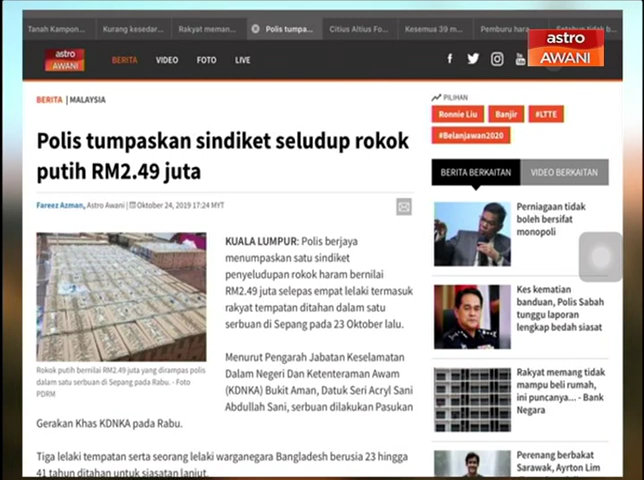 Tanah Kampon...
Kurang kesedar...
Rakyat meman...
Polis tumpa...
Citius Altius Fo...
Kesemua 39 m...
Pemburu hara...
astro
AWANI
BERITA
VIDEO
FOTO
LIVE
astro
AWANI
BERITA | MALAYSIA
Polis tumpaskan sindiket seludup rokok
putih RM2.49 juta
Fareez Azman, Astro Awani | October 24, 2019 17:24 MYT
Rokok putih bernilai RM2.49 juta yang dirampas polis
dalam satu serbuan di Sepang pada Rabu. - Foto
PDRM
KUALA LUMPUR: Polis berjaya
menumpaskan satu sindiket
penyeludupan rokok haram bernilai
RM2.49 juta selepas empat lelaki termasuk
rakyat tempatan ditahan dalam satu
serbuan di Sepang pada 23 Oktober lalu.
Menurut Pengarah Jabatan Keselamatan
Dalam Negeri Dan Ketenteraman Awam
(KDNKA) Bukit Aman, Datuk Seri Acryl Sani
Abdullah Sani, serbuan dilakukan Pasukan
Gerakan Khas KDNKA pada Rabu.
Tiga lelaki tempatan serta seorang lelaki warganegara Bangladesh berusia 23 hingga
41 tahun ditahan untuk siasatan lanjut.
PILIHAN
Ronnie Liu
Banjir
#LTTE
#Belanjawan2020
BERITA BERKAITAN
VIDEO BERKAITAN
Perniagaan tidak
boleh bersifat
monopoli
Kes kematian
banduan, Polis Sabah
tunggu laporan
lengkap bedah siasat
Rakyat memang tidak
mampu beli rumah,
ini puncanya... - Bank
Negara
Perenang berbakat
Sarawak, Ayrton Lim